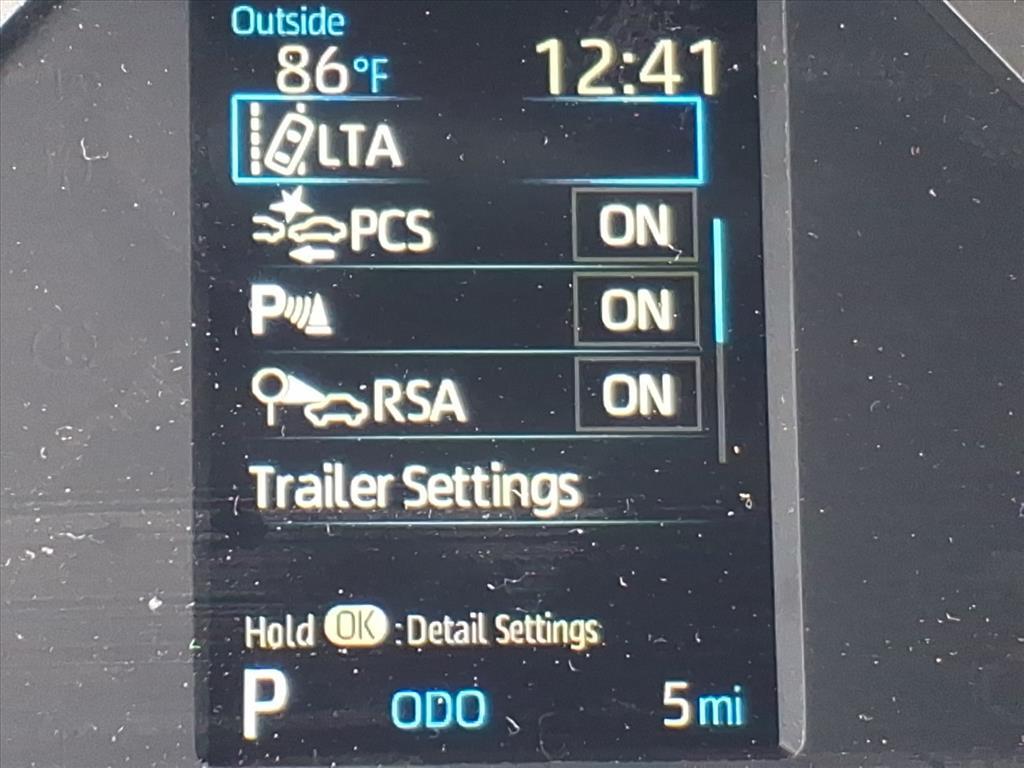 Outside
86°F 12:41
LTA
PCS ON
P ON
RSA ON
Trailer Settings
Hold OK : Detail Settings
P ODO 5 mi